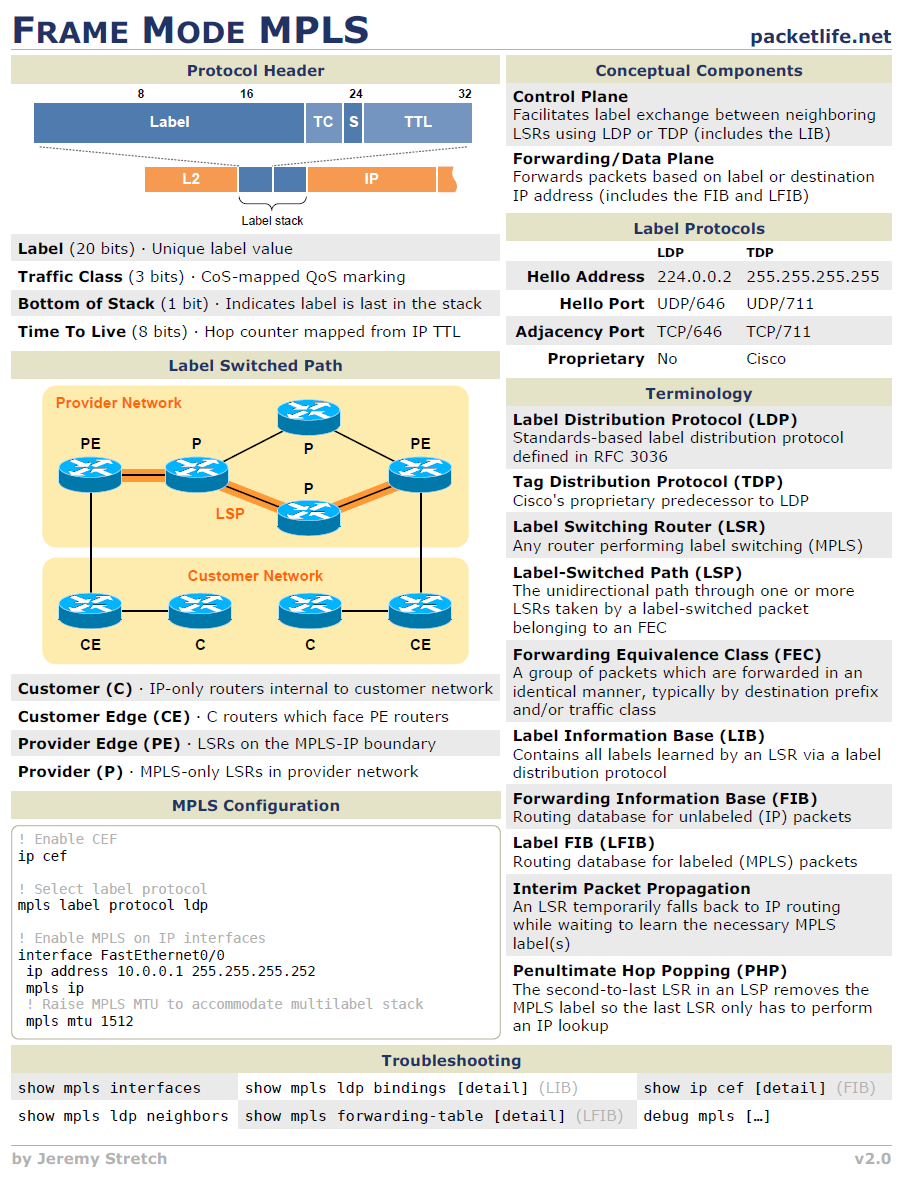 FRAME MODE MPLS
packetlife.net
Protocol Header
8 16 24 32
Label TC S TTL
L2 IP
Label stack
Label (20 bits) · Unique label value
Traffic Class (3 bits) · CoS-mapped QoS marking
Bottom of Stack (1 bit) · Indicates label is last in the stack
Time To Live (8 bits) · Hop counter mapped from IP TTL
Label Switched Path
Provider Network
PE P P PE
P
LSP
Customer Network
CE C C CE
Customer (C) · IP-only routers internal to customer network
Customer Edge (CE) · C routers which face PE routers
Provider Edge (PE) · LSRs on the MPLS-IP boundary
Provider (P) · MPLS-only LSRs in provider network
MPLS Configuration
! Enable CEF
ip cef
! Select label protocol
mpls label protocol ldp
! Enable MPLS on IP interfaces
interface FastEthernet0/0
ip address 10.0.0.1 255.255.255.252
mpls ip
! Raise MPLS MTU to accommodate multilabel stack
mpls mtu 1512
Conceptual Components
Control Plane
Facilitates label exchange between neighboring
LSRs using LDP or TDP (includes the LIB)
Forwarding/Data Plane
Forwards packets based on label or destination
IP address (includes the FIB and LFIB)
Label Protocols
LDP TDP
Hello Address 224.0.0.2 255.255.255.255
Hello Port UDP/646 UDP/711
Adjacency Port TCP/646 TCP/711
Proprietary No Cisco
Terminology
Label Distribution Protocol (LDP)
Standards-based label distribution protocol
defined in RFC 3036
Tag Distribution Protocol (TDP)
Cisco's proprietary predecessor to LDP
Label Switching Router (LSR)
Any router performing label switching (MPLS)
Label-Switched Path (LSP)
The unidirectional path through one or more
LSRs taken by a label-switched packet
belonging to an FEC
Forwarding Equivalence Class (FEC)
A group of packets which are forwarded in an
identical manner, typically by destination prefix
and/or traffic class
Label Information Base (LIB)
Contains all labels learned by an LSR via a label
distribution protocol
Forwarding Information Base (FIB)
Routing database for unlabeled (IP) packets
Label FIB (LFIB)
Routing database for labeled (MPLS) packets
Interim Packet Propagation
An LSR temporarily falls back to IP routing
while waiting to learn the necessary MPLS
label(s)
Penultimate Hop Popping (PHP)
The second-to-last LSR in an LSP removes the
MPLS label so the last LSR only has to perform
an IP lookup
Troubleshooting
show mpls interfaces show mpls ldp bindings [detail] (LIB) show ip cef [detail] (FIB)
show mpls ldp neighbors show mpls forwarding-table [detail] (LFIB) debug mpls […]
by Jeremy Stretch
v2.0